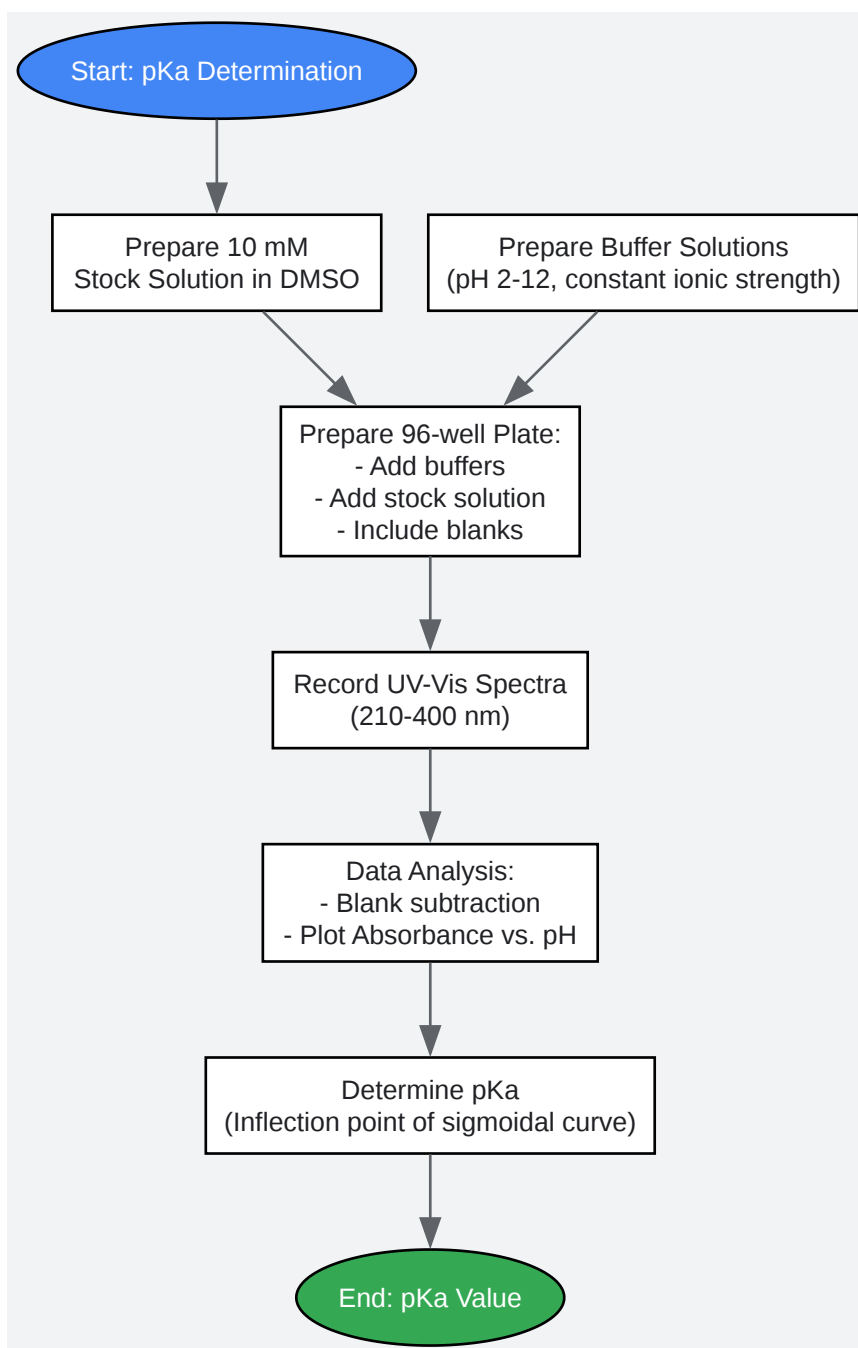 Start: pKa Determination
Prepare 10 mM
Stock Solution in DMSO
Prepare Buffer Solutions
(pH 2-12, constant ionic strength)
Prepare 96-well Plate:
- Add buffers
- Add stock solution
- Include blanks
Record UV-Vis Spectra
(210-400 nm)
Data Analysis:
- Blank subtraction
- Plot Absorbance vs. pH
Determine pKa
(Inflection point of sigmoidal curve)
End: pKa Value